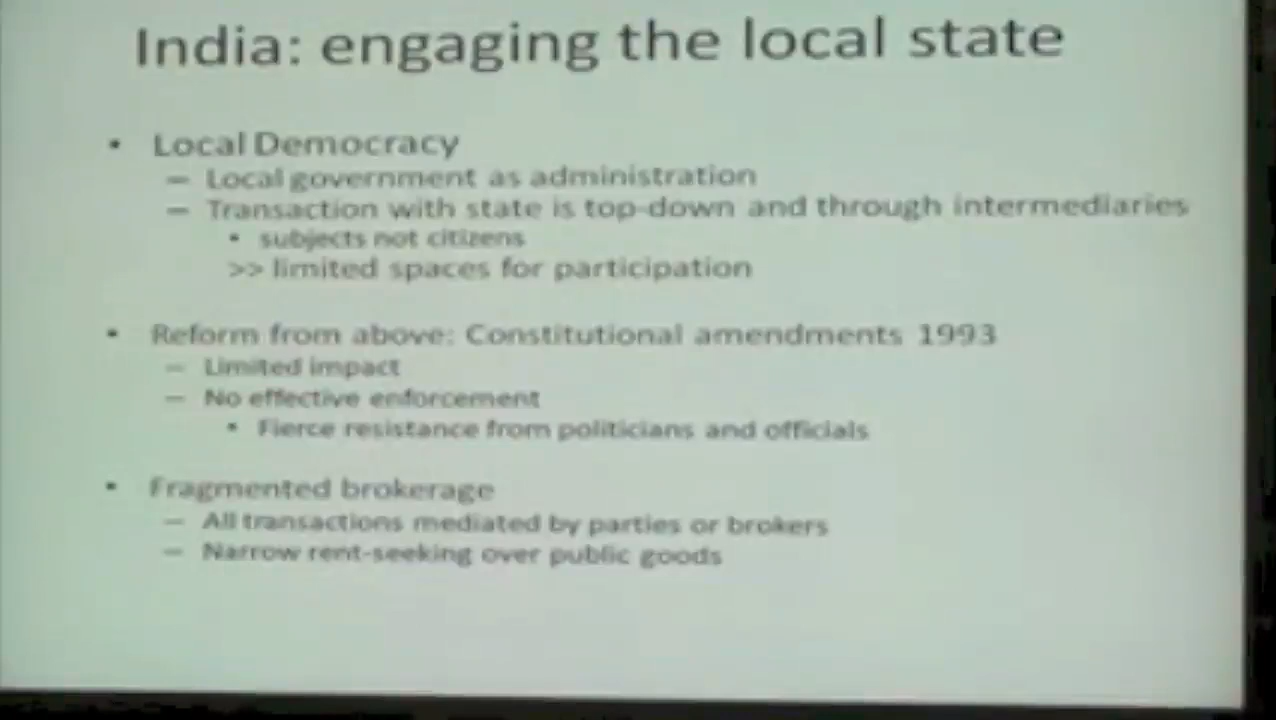 India: engaging the local state
• Local Democracy
– Local government as administration
– Transaction with state is top-down and through intermediaries
• subjects not citizens
>> limited spaces for participation
• Reform from above: Constitutional amendments 1993
– Limited impact
– No effective enforcement
• Fierce resistance from politicians and officials
• Fragmented brokerage
– All transactions mediated by parties or brokers
– Narrow rent-seeking over public goods